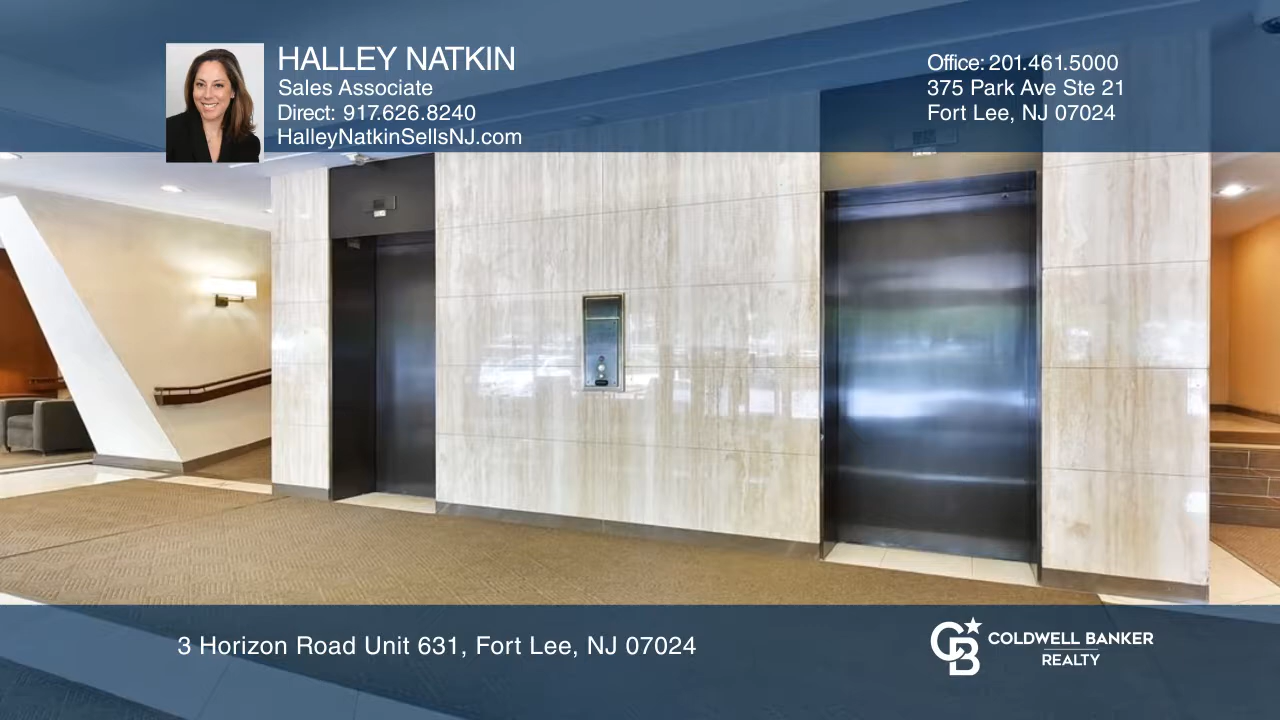 HALLEY NATKIN
Sales Associate
Direct: 917.626.8240
HalleyNatkinSellsNJ.com
Office: 201.461.5000
375 Park Ave Ste 21
Fort Lee, NJ 07024
3 Horizon Road Unit 631, Fort Lee, NJ 07024
CB
COLDWELL BANKER
REALTY